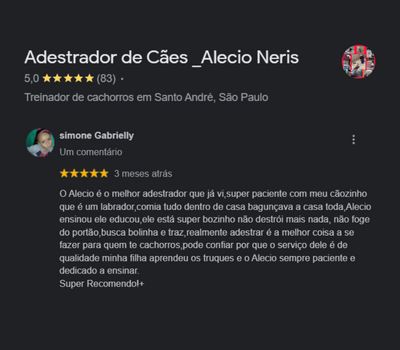 Adestrador de Cães _Alecio Neris
5,0 ★★★★★ (83) ·
Treinador de cachorros em Santo André, São Paulo
simone Gabrielly
Um comentário
★★★★★ 3 meses atrás
O Alecio é o melhor adestrador que já vi,super paciente com meu cãozinho
que é um labrador,comia tudo dentro de casa bagunçava a casa toda,Alecio
ensinou ele educou,ele está super bozinho não destrói mais nada, não foge
do portão,busca bolinha e traz,realmente adestrar é a melhor coisa a se
fazer para quem te cachorros,pode confiar por que o serviço dele é de
qualidade minha filha aprendeu os truques e o Alecio sempre paciente e
dedicado a ensinar.
Super Recomendo!+